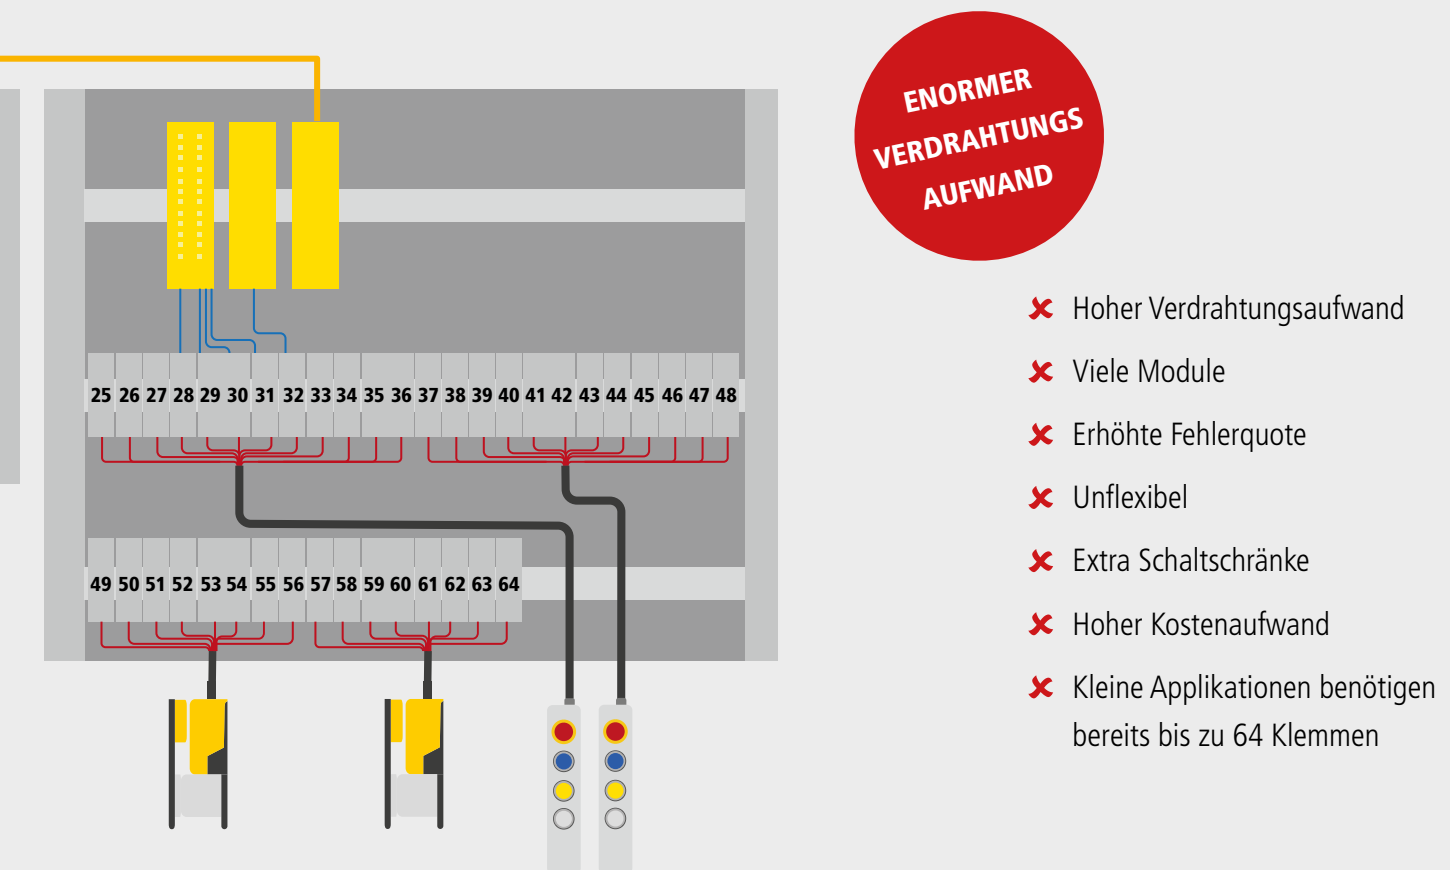 ENORMER
VERDRAHTUNGS
AUFWAND
Hoher Verdrahtungsaufwand
Viele Module
Erhöhte Fehlerquote
Unflexibel
Extra Schaltschränke
Hoher Kostenaufwand
Kleine Applikationen benötigen
bereits bis zu 64 Klemmen
25 26 27 28 29 30 31 32 33 34 35 36 37 38 39 40 41 42 43 44 45 46 47 48
49 50 51 52 53 54 55 56 57 58 59 60 61 62 63 64